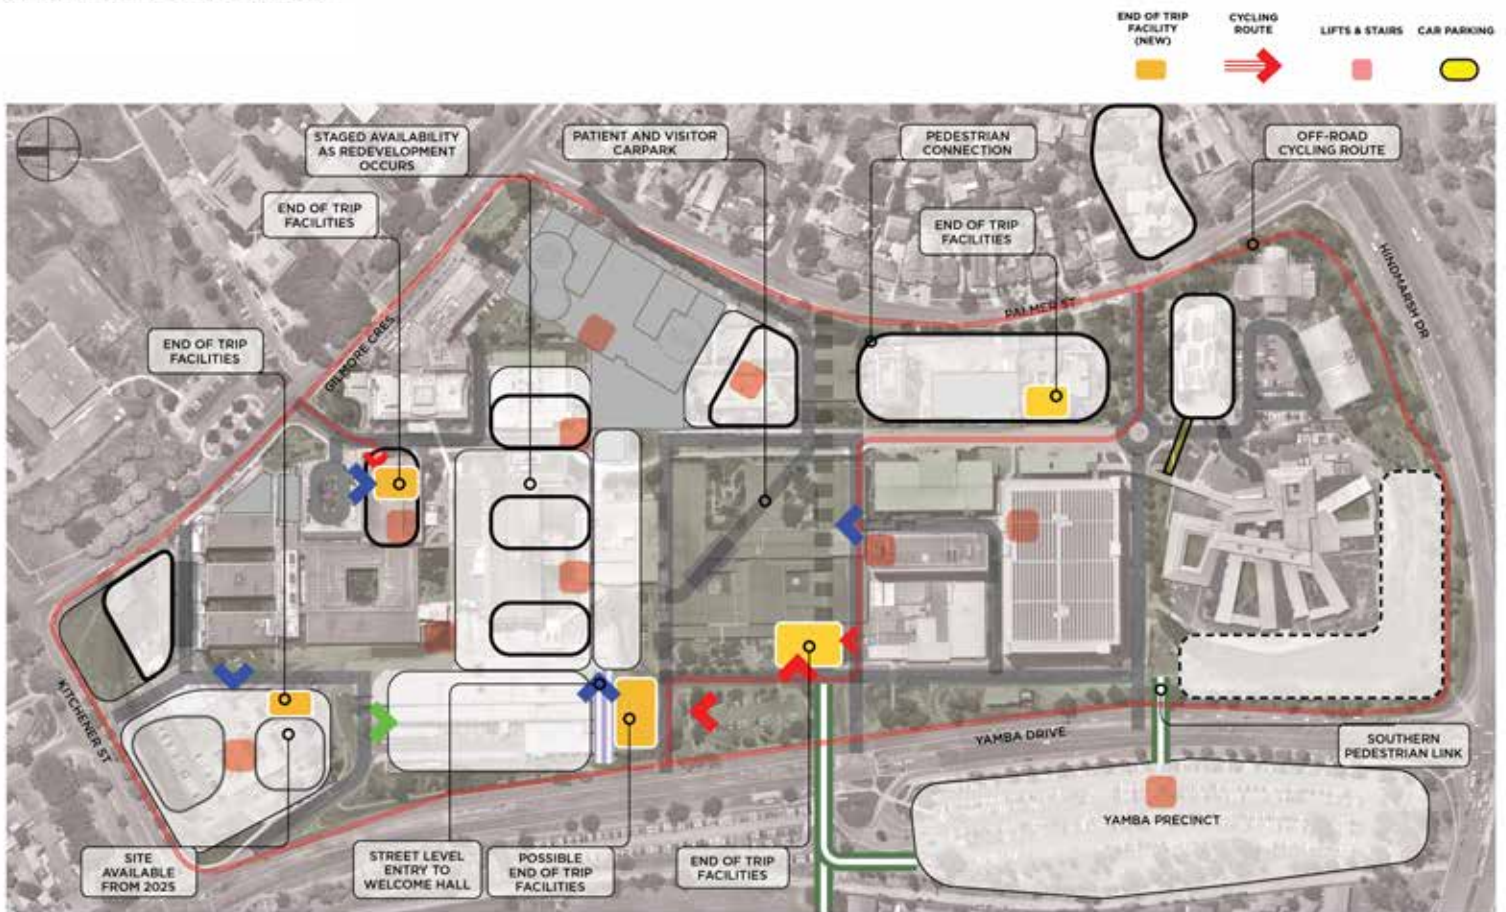 END OF TRIP
FACILITY
(NEW)
CYCLING
ROUTE
LIFTS & STAIRS
CAR PARKING
STAGED AVAILABILITY
AS REDEVELOPMENT
OCCURS
PATIENT AND VISITOR
CARPARK
PEDESTRIAN
CONNECTION
OFF-ROAD
CYCLING ROUTE
END OF TRIP
FACILITIES
END OF TRIP
FACILITIES
END OF TRIP
FACILITIES
GILMORE CRES
PALMER ST
HINDMARSH DR
KITCHENER ST
YAMBA DRIVE
SOUTHERN
PEDESTRIAN LINK
YAMBA PRECINCT
SITE
AVAILABLE
FROM 2025
STREET LEVEL
ENTRY TO
WELCOME HALL
POSSIBLE
END OF TRIP
FACILITIES
END OF TRIP
FACILITIES